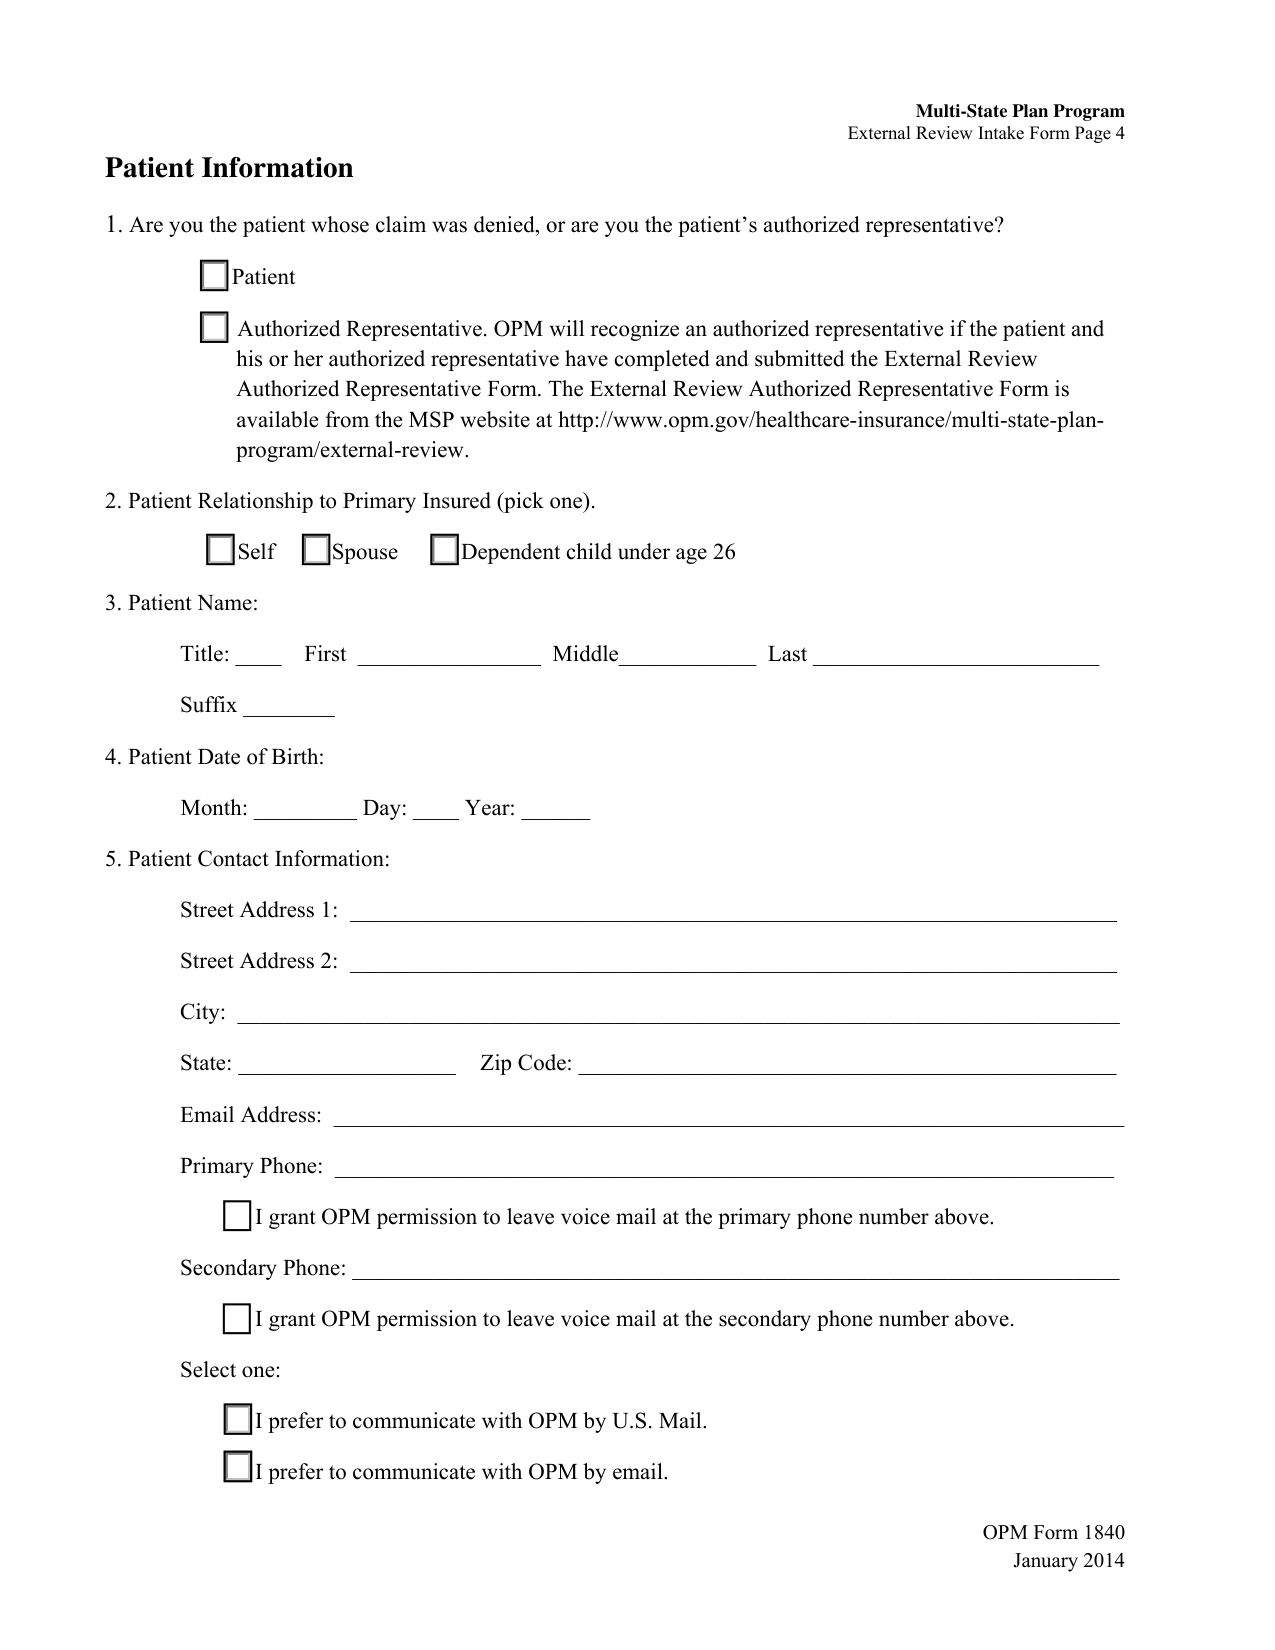 Multi-State Plan Program
External Review Intake Form Page 4
Patient Information
1. Are you the patient whose claim was denied, or are you the patient’s authorized representative?
Patient
Authorized Representative. OPM will recognize an authorized representative if the patient and
his or her authorized representative have completed and submitted the External Review
Authorized Representative Form. The External Review Authorized Representative Form is
available from the MSP website at http://www.opm.gov/healthcare-insurance/multi-state-plan-
program/external-review.
2. Patient Relationship to Primary Insured (pick one).
Self Spouse Dependent child under age 26
3. Patient Name:
Title: ____ First ________________ Middle____________ Last _________________________
Suffix ________
4. Patient Date of Birth:
Month: _________ Day: ____ Year: ______
5. Patient Contact Information:
Street Address 1: ___________________________________________________________________
Street Address 2: ___________________________________________________________________
City: _____________________________________________________________________________
State: ___________________ Zip Code: _______________________________________________
Email Address: _____________________________________________________________________
Primary Phone: ____________________________________________________________________
I grant OPM permission to leave voice mail at the primary phone number above.
Secondary Phone: ___________________________________________________________________
I grant OPM permission to leave voice mail at the secondary phone number above.
Select one:
I prefer to communicate with OPM by U.S. Mail.
I prefer to communicate with OPM by email.
OPM Form 1840
January 2014